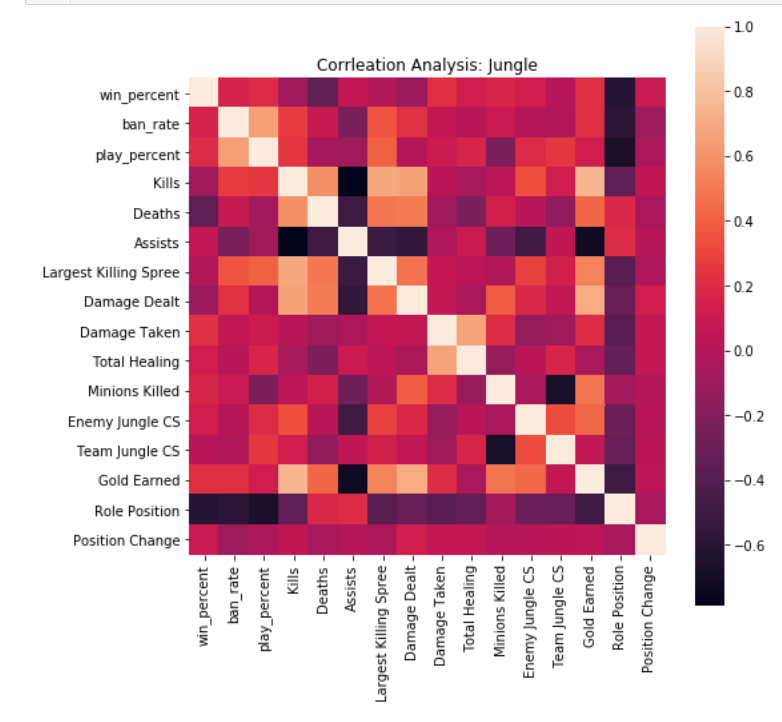 Corrleation Analysis: Jungle
win_percent
ban_rate
play_percent
Kills
Deaths
Assists
Largest Killing Spree
Damage Dealt
Damage Taken
Total Healing
Minions Killed
Enemy Jungle CS
Team Jungle CS
Gold Earned
Role Position
Position Change
win_percent
ban_rate
play_percent
Kills
Deaths
Assists
Largest Killing Spree
Damage Dealt
Damage Taken
Total Healing
Minions Killed
Enemy Jungle CS
Team Jungle CS
Gold Earned
Role Position
Position Change
1.0
0.8
0.6
0.4
0.2
0.0
−0.2
−0.4
−0.6